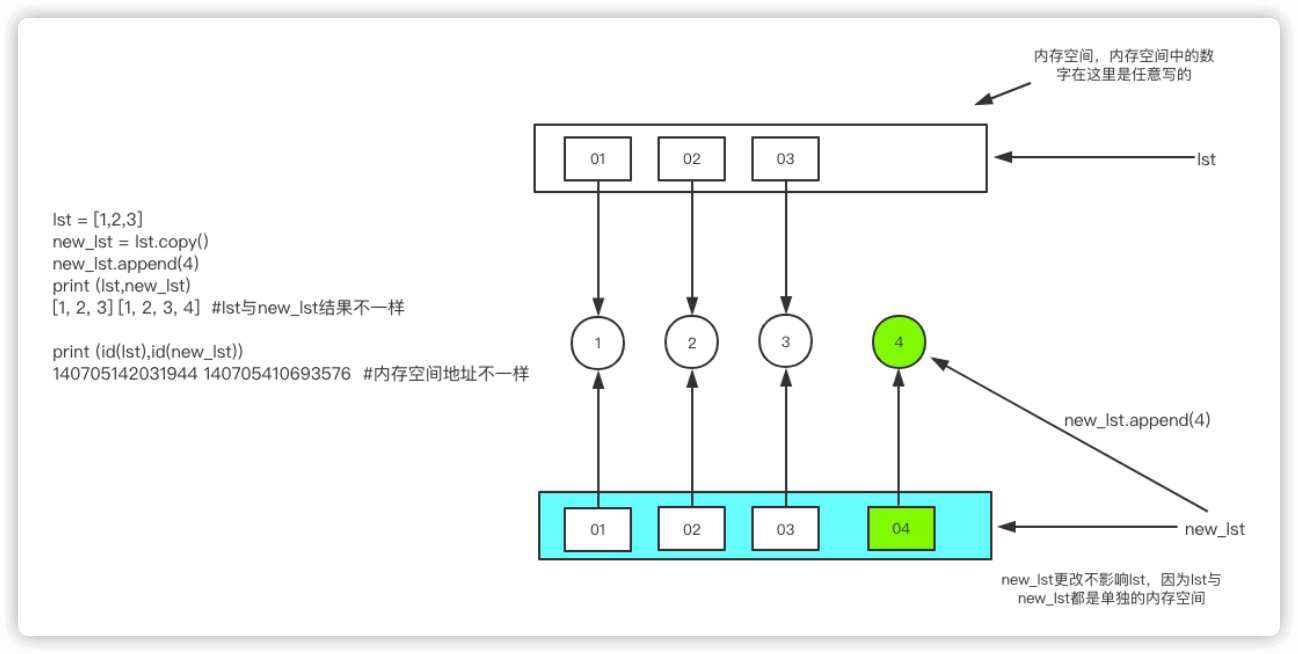 内存空间，内存空间中的数
字在这里是任意写的
01
02
03
lst
lst = [1,2,3]
new_lst = lst.copy()
new_lst.append(4)
print (lst,new_lst)
[1, 2, 3] [1, 2, 3, 4]  #lst与new_lst结果不一样
print (id(lst),id(new_lst))
140705142031944 140705410693576  #内存空间地址不一样
1
2
3
4
new_lst.append(4)
01
02
03
04
new_lst
new_lst更改不影响lst，因为lst与
new_lst都是单独的内存空间